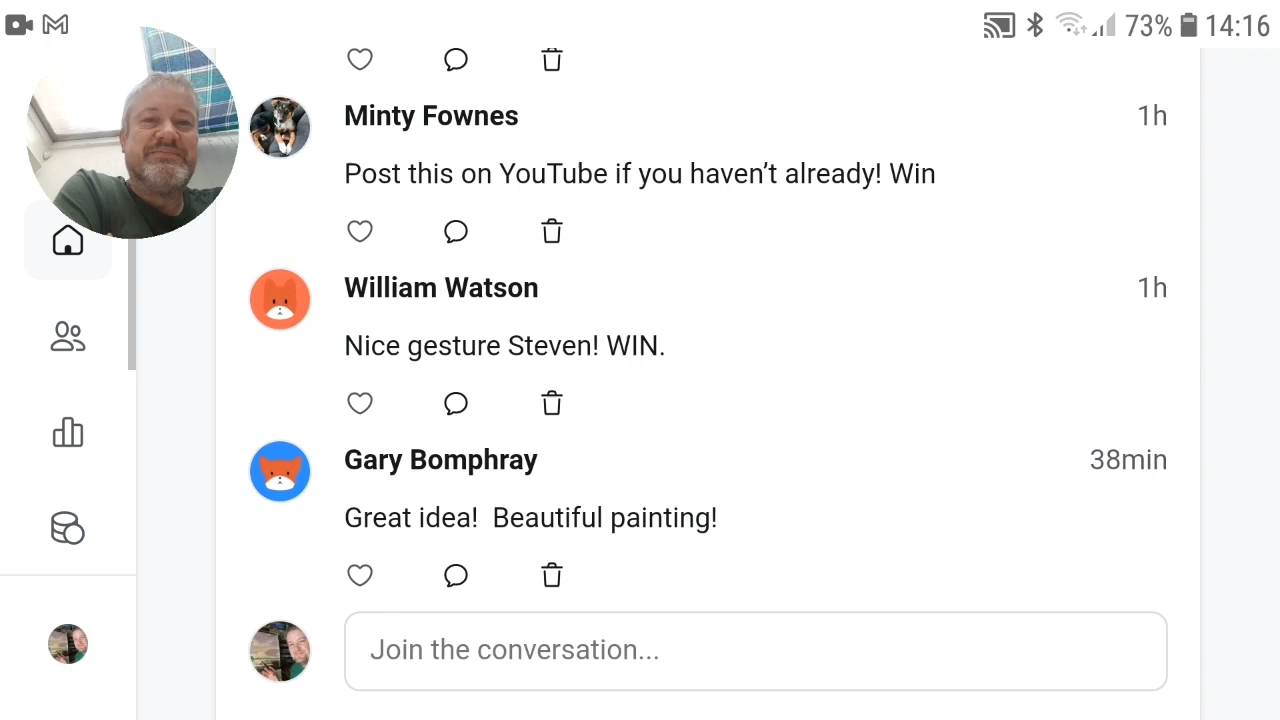 73% 14:16
Minty Fownes 1h
Post this on YouTube if you haven’t already! Win
William Watson 1h
Nice gesture Steven! WIN.
Gary Bomphray 38min
Great idea!  Beautiful painting!
Join the conversation...